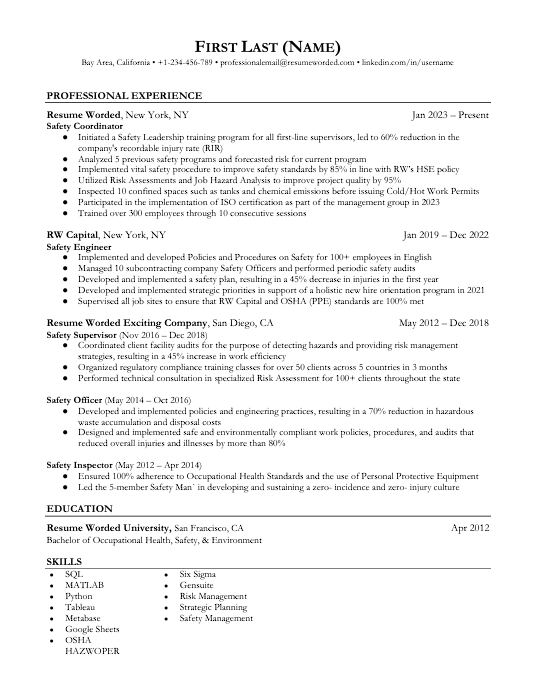 FIRST LAST (NAME)
Bay Area, California • +1-234-456-789 • professionalemail@resumeworded.com • linkedin.com/in/username
PROFESSIONAL EXPERIENCE
Resume Worded, New York, NY Jan 2023 – Present
Safety Coordinator
● Initiated a Safety Leadership training program for all first-line supervisors, led to 60% reduction in the
company's recordable injury rate (RIR)
● Analyzed 5 previous safety programs and forecasted risk for current program
● Implemented vital safety procedure to improve safety standards by 85% in line with RW's HSE policy
● Utilized Risk Assessments and Job Hazard Analysis to improve project quality by 95%
● Inspected 10 confined spaces such as tanks and chemical emissions before issuing Cold/Hot Work Permits
● Participated in the implementation of ISO certification as part of the management group in 2023
● Trained over 300 employees through 10 consecutive sessions
RW Capital, New York, NY Jan 2019 – Dec 2022
Safety Engineer
● Implemented and developed Policies and Procedures on Safety for 100+ employees in English
● Managed 10 subcontracting company Safety Officers and performed periodic safety audits
● Developed and implemented a safety plan, resulting in a 45% decrease in injuries in the first year
● Developed and implemented strategic priorities in support of a holistic new hire orientation program in 2021
● Supervised all job sites to ensure that RW Capital and OSHA (PPE) standards are 100% met
Resume Worded Exciting Company, San Diego, CA May 2012 – Dec 2018
Safety Supervisor (Nov 2016 – Dec 2018)
● Coordinated client facility audits for the purpose of detecting hazards and providing risk management
strategies, resulting in a 45% increase in work efficiency
● Organized regulatory compliance training classes for over 50 clients across 5 countries in 3 months
● Performed technical consultation in specialized Risk Assessment for 100+ clients throughout the state
Safety Officer (May 2014 – Oct 2016)
● Developed and implemented policies and engineering practices, resulting in a 70% reduction in hazardous
waste accumulation and disposal costs
● Designed and implemented safe and environmentally compliant work policies, procedures, and audits that
reduced overall injuries and illnesses by more than 80%
Safety Inspector (May 2012 – Apr 2014)
● Ensured 100% adherence to Occupational Health Standards and the use of Personal Protective Equipment
● Led the 5-member Safety Man` in developing and sustaining a zero- incidence and zero- injury culture
EDUCATION
Resume Worded University, San Francisco, CA Apr 2012
Bachelor of Occupational Health, Safety, & Environment
SKILLS
● SQL
● MATLAB
● Python
● Tableau
● Metabase
● Google Sheets
● OSHA
HAZWOPER
● Six Sigma
● Gensuite
● Risk Management
● Strategic Planning
● Safety Management